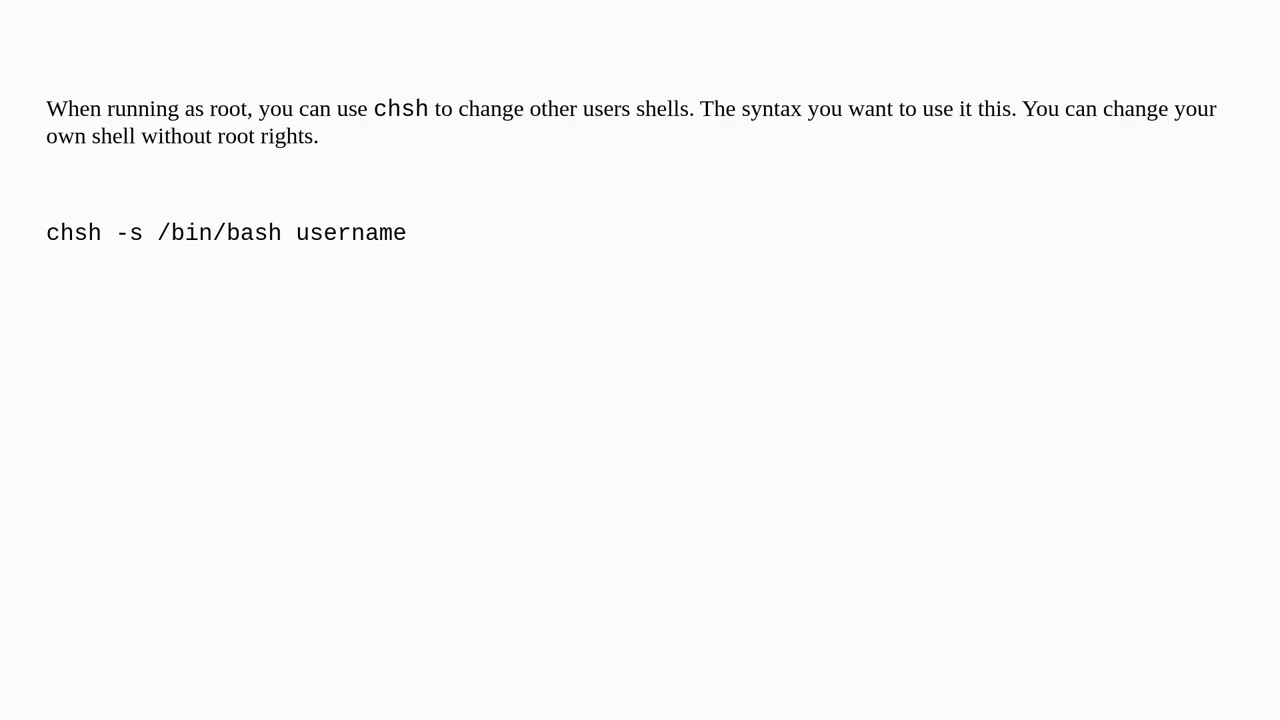 When running as root, you can use chsh to change other users shells. The syntax you want to use it this. You can change your
own shell without root rights.
chsh -s /bin/bash username